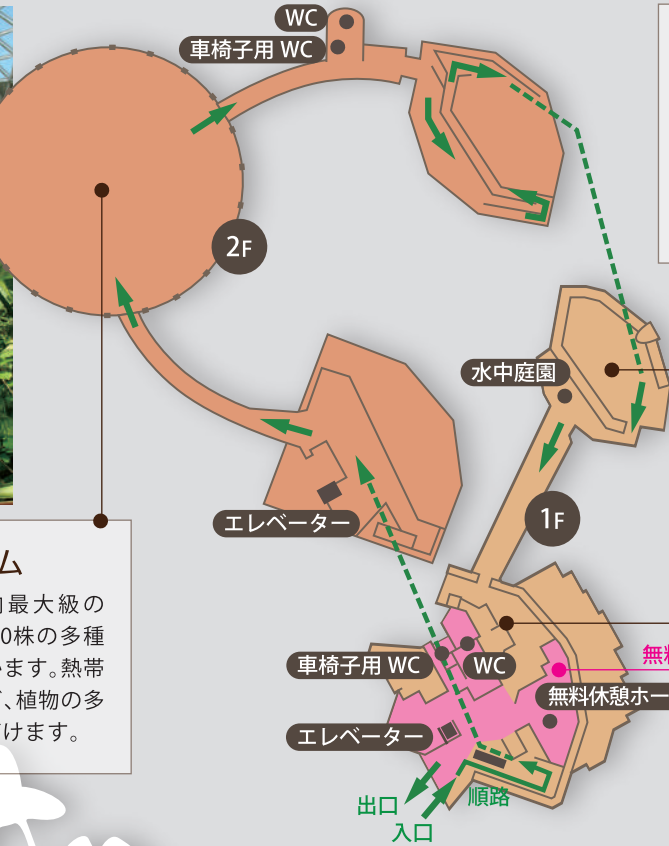 WC
車椅子用 WC
2F
水中庭園
エレベーター
1F
ム
最大級の
0株の多種
います。熱帯
、植物の多
けます。
無料
車椅子用 WC
WC
無料休憩ホー
エレベーター
出口
順路
入口